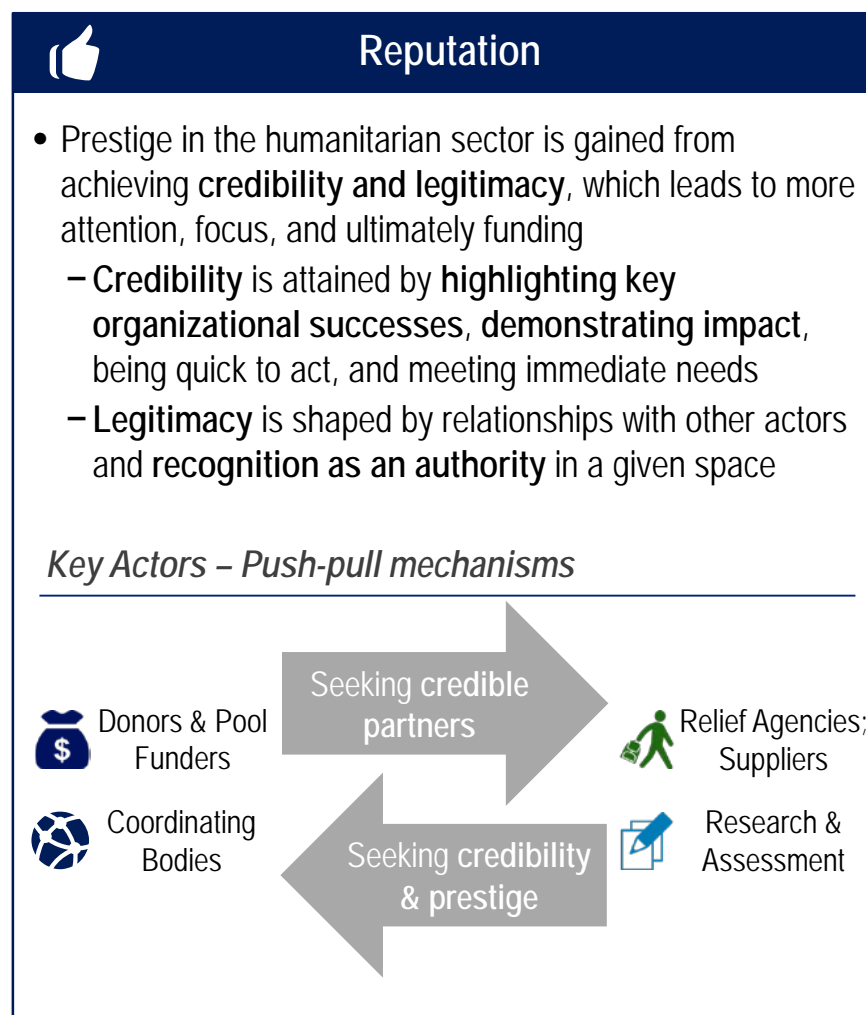 Reputation
• Prestige in the humanitarian sector is gained from
achieving credibility and legitimacy, which leads to more
attention, focus, and ultimately funding
– Credibility is attained by highlighting key
organizational successes, demonstrating impact,
being quick to act, and meeting immediate needs
– Legitimacy is shaped by relationships with other actors
and recognition as an authority in a given space
Key Actors – Push-pull mechanisms
Seeking credible
partners
$
Donors & Pool
Funders
Relief Agencies;
Suppliers
Coordinating
Bodies
Seeking credibility
& prestige
Research &
Assessment